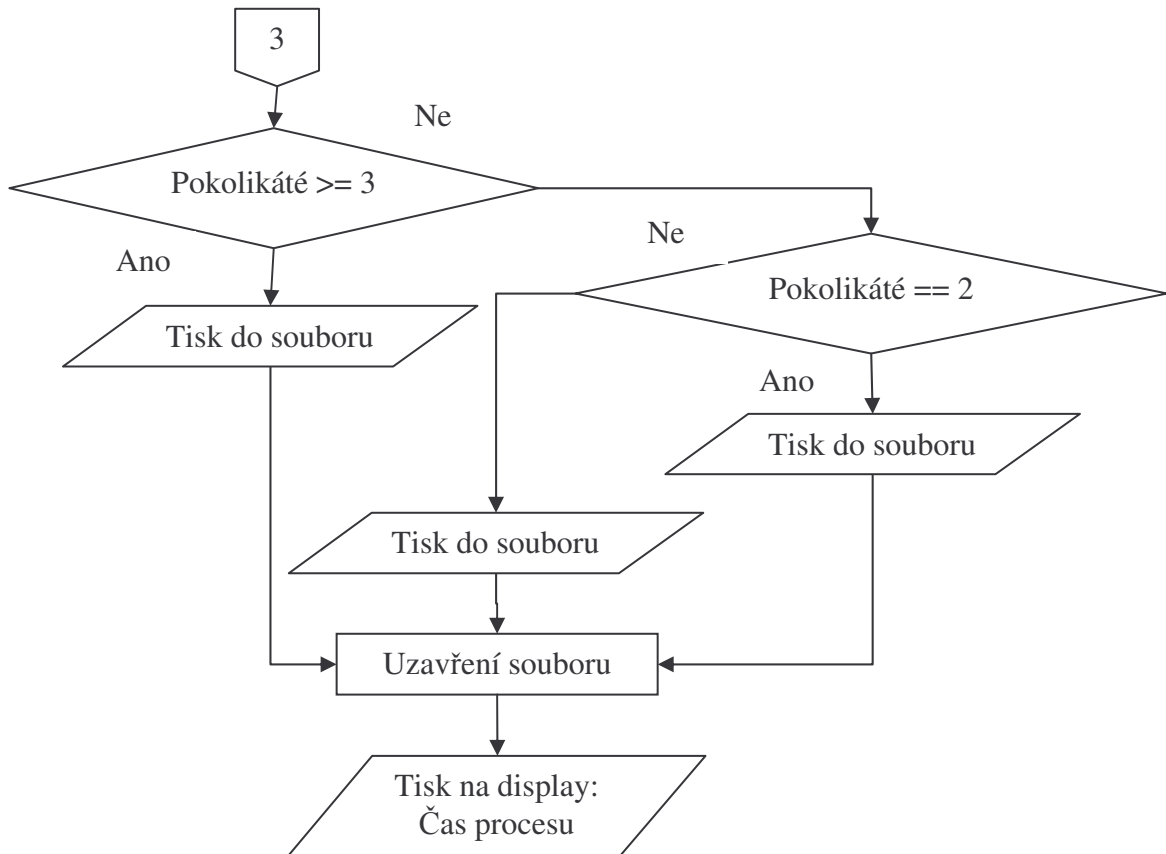 3
Ne
Pokolikáté >= 3
Ano
Ne
Pokolikáté == 2
Tisk do souboru
Ano
Tisk do souboru
Tisk do souboru
Uzavření souboru
Tisk na display:
Čas procesu